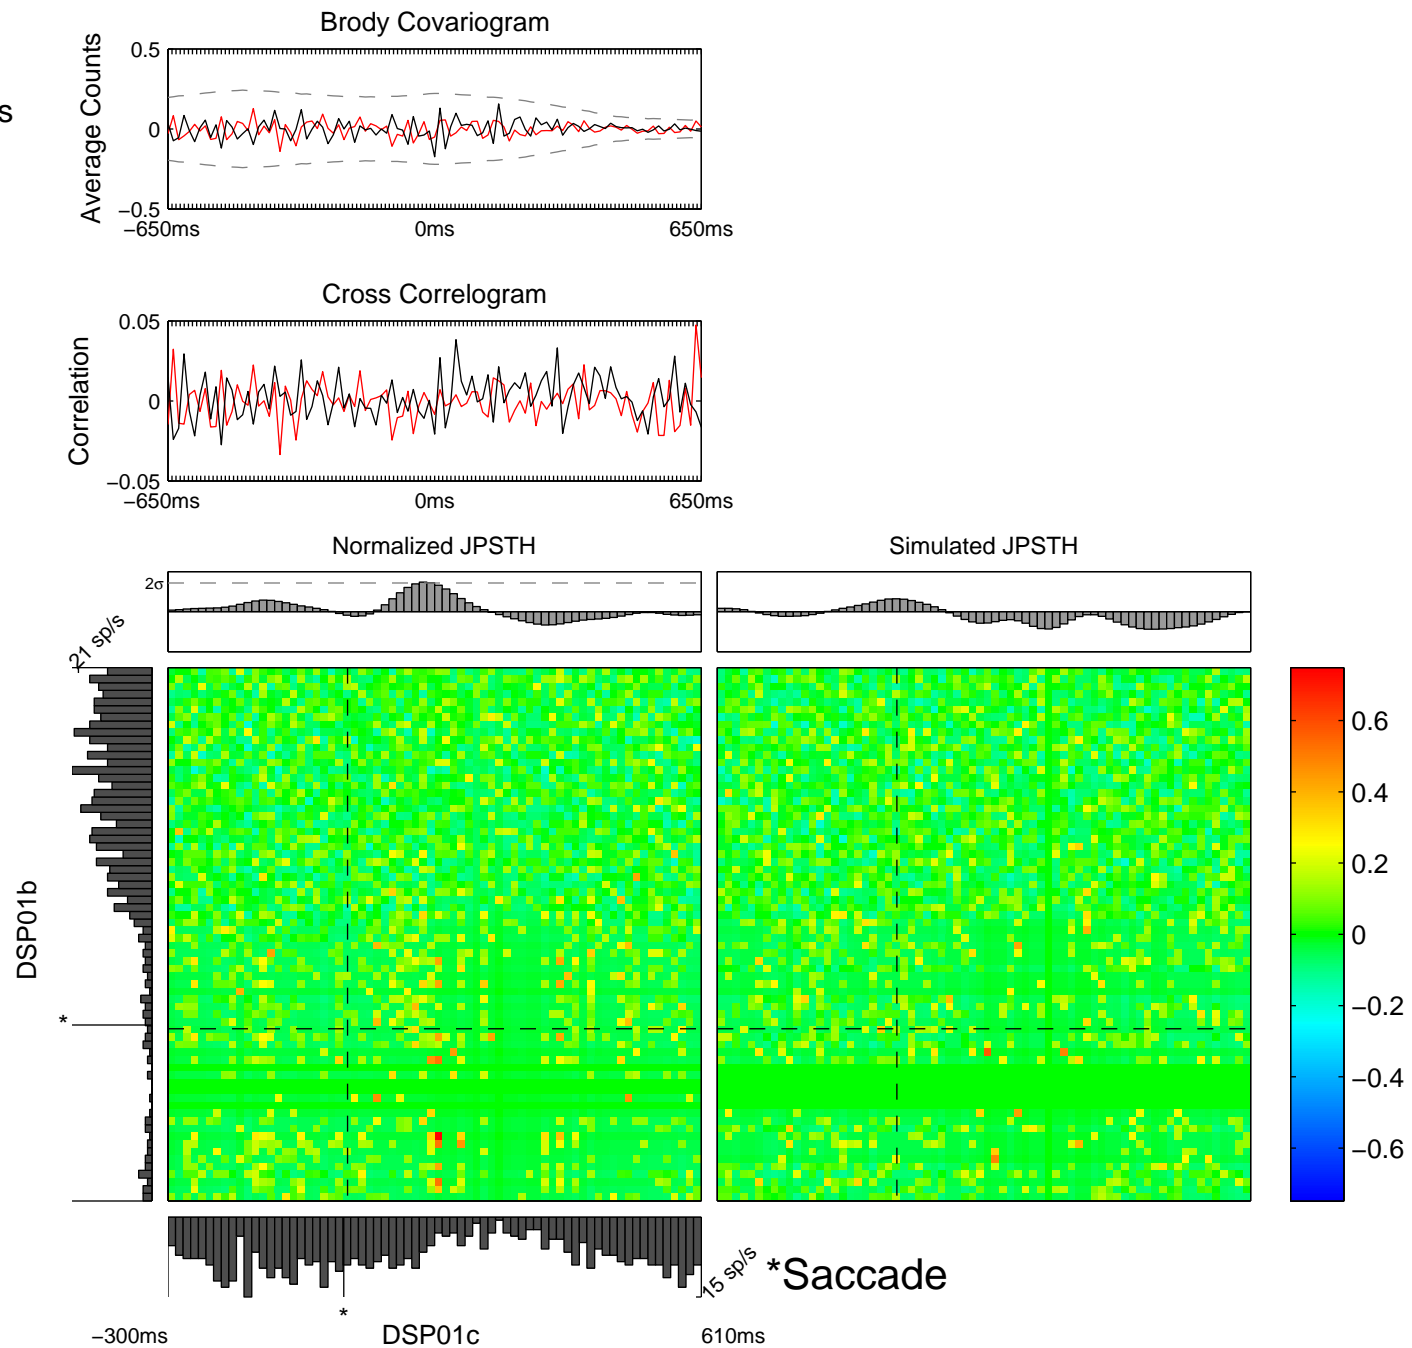 Brody Covariogram
s
Average Counts
0.5
0
−0.5
−650ms 0ms 650ms
Cross Correlogram
Correlation
0.05
0
−0.05
−650ms 0ms 650ms
Normalized JPSTH
Simulated JPSTH
2σ
21 sp/s
DSP01b
*
0.6
0.4
0.2
0
−0.2
−0.4
−0.6
15 sp/s
*Saccade
*
−300ms DSP01c 610ms